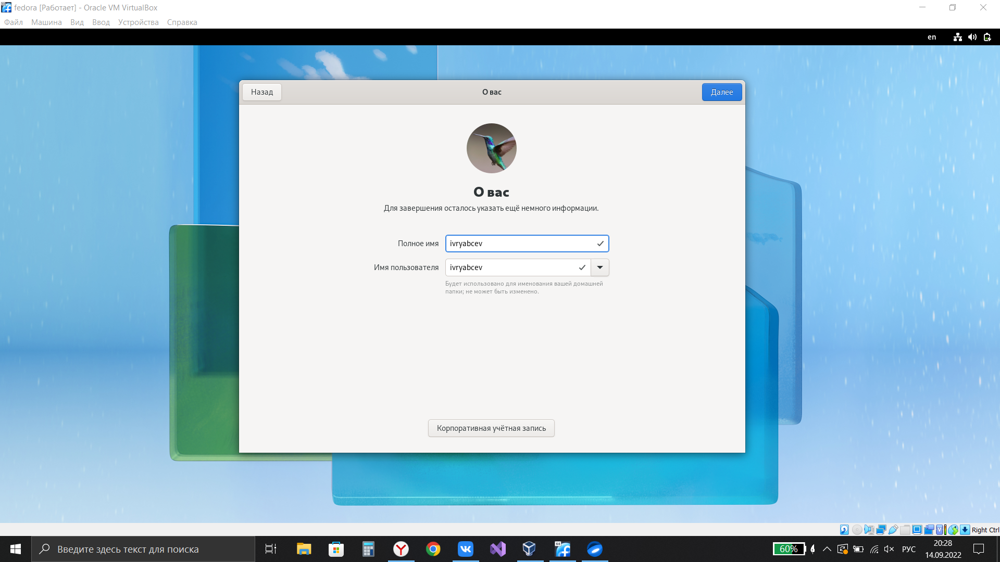 fedora [Работает] - Oracle VM VirtualBox
Файл Машина Вид Ввод Устройства Справка
en
Назад
О вас
Далее
О вас
Для завершения осталось указать ещё немного информации.
Полное имя
ivryabcev
Имя пользователя
ivryabcev
Будет использовано для именования вашей домашней
папки; не может быть изменено.
Корпоративная учётная запись
Right Ctrl
Введите здесь текст для поиска
64
60%
РУС
20:28
14.09.2022